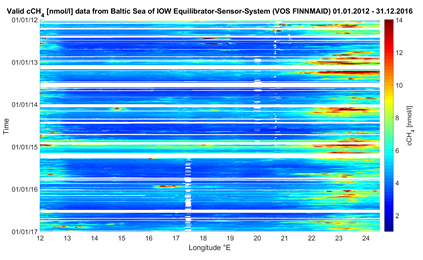 Valid cCH4 [nmol/l] data from Baltic Sea of IOW Equilibrator-Sensor-System (VOS FINNMAID) 01.01.2012 - 31.12.2016
01/01/12
01/01/13
01/01/14
01/01/15
01/01/16
01/01/17
Time
12 13 14 15 16 17 18 19 20 21 22 23 24
Longitude °E
14
12
10
8
6
4
2
cCH4 [nmol/l]